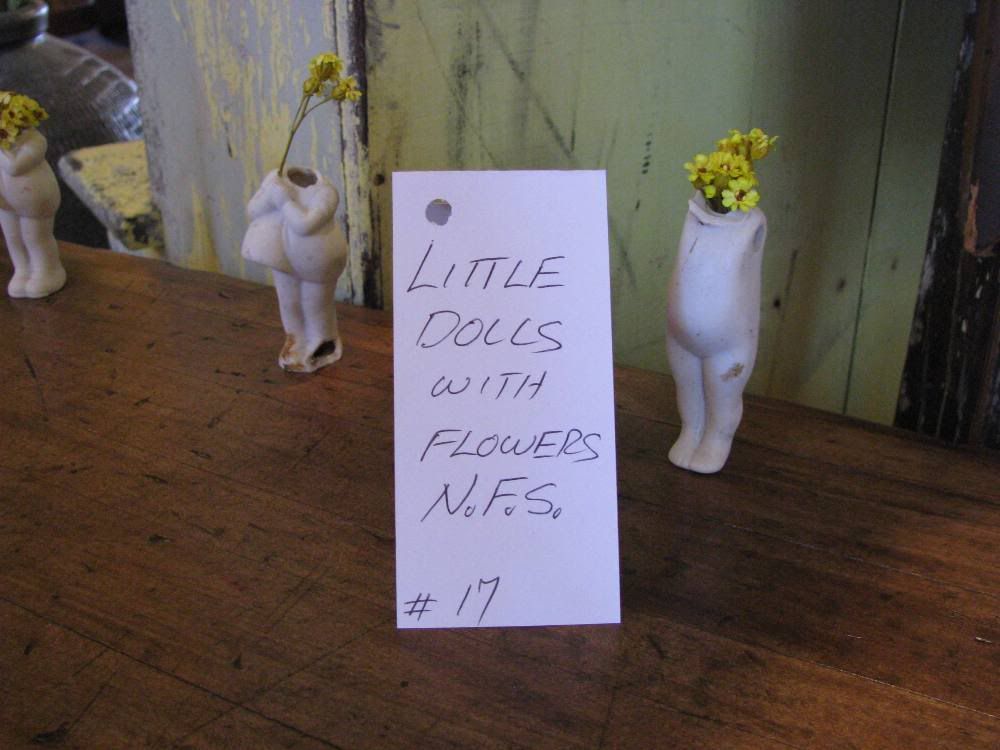 LITTLE
DOLLS
WITH
FLOWERS
N.F.S.
# 17